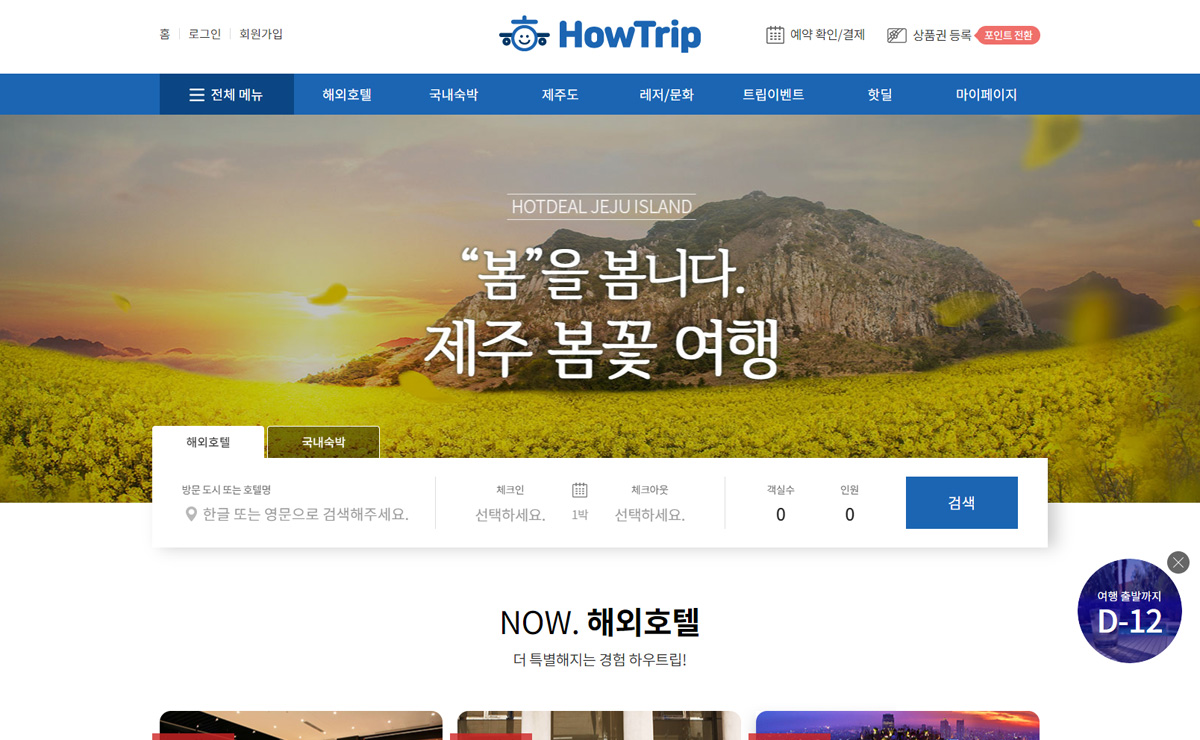 홈
로그인
회원가입
HowTrip
예약 확인/결제
상품권 등록
포인트 전환
전체 메뉴
해외호텔
국내숙박
제주도
레저/문화
트립이벤트
핫딜
마이페이지
HOTDEAL JEJU ISLAND
“봄”을 봄니다.
제주 봄꽃 여행
해외호텔
국내숙박
방문 도시 또는 호텔명
한글 또는 영문으로 검색해주세요.
체크인
선택하세요.
1박
체크아웃
선택하세요.
객실수
0
인원
0
검색
여행 출발까지
D-12
NOW. 해외호텔
더 특별해지는 경험 하우트립!